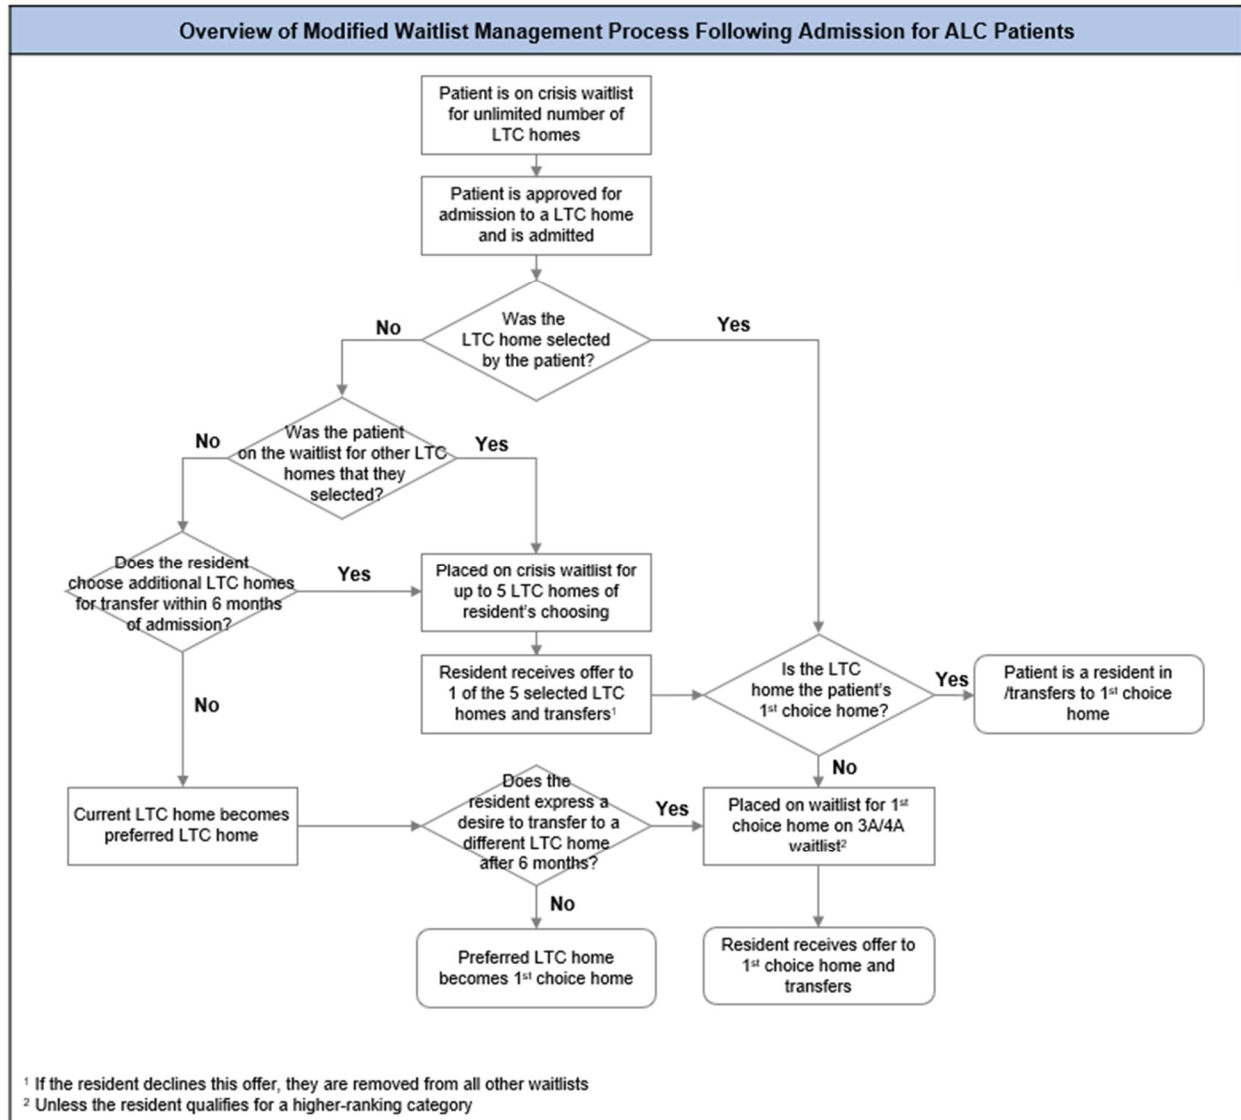 Overview of Modified Waitlist Management Process Following Admission for ALC Patients
Patient is on crisis waitlist
for unlimited number of
LTC homes
Patient is approved for
admission to a LTC home
and is admitted
Was the
LTC home selected
by the patient?
No
Yes
Was the patient
on the waitlist for other LTC
homes that they
selected?
No
Yes
Does the resident
choose additional LTC homes
for transfer within 6 months
of admission?
Yes
No
Placed on crisis waitlist for
up to 5 LTC homes of
resident’s choosing
Resident receives offer to
1 of the 5 selected LTC
homes and transfers¹
Is the LTC
home the patient’s
1st choice home?
Yes
No
Patient is a resident in
/transfers to 1st choice
home
Current LTC home becomes
preferred LTC home
Does the
resident express a
desire to transfer to a
different LTC home
after 6 months?
Yes
No
Placed on waitlist for 1st
choice home on 3A/4A
waitlist²
Preferred LTC home
becomes 1st choice home
Resident receives offer to
1st choice home and
transfers
¹ If the resident declines this offer, they are removed from all other waitlists
² Unless the resident qualifies for a higher-ranking category